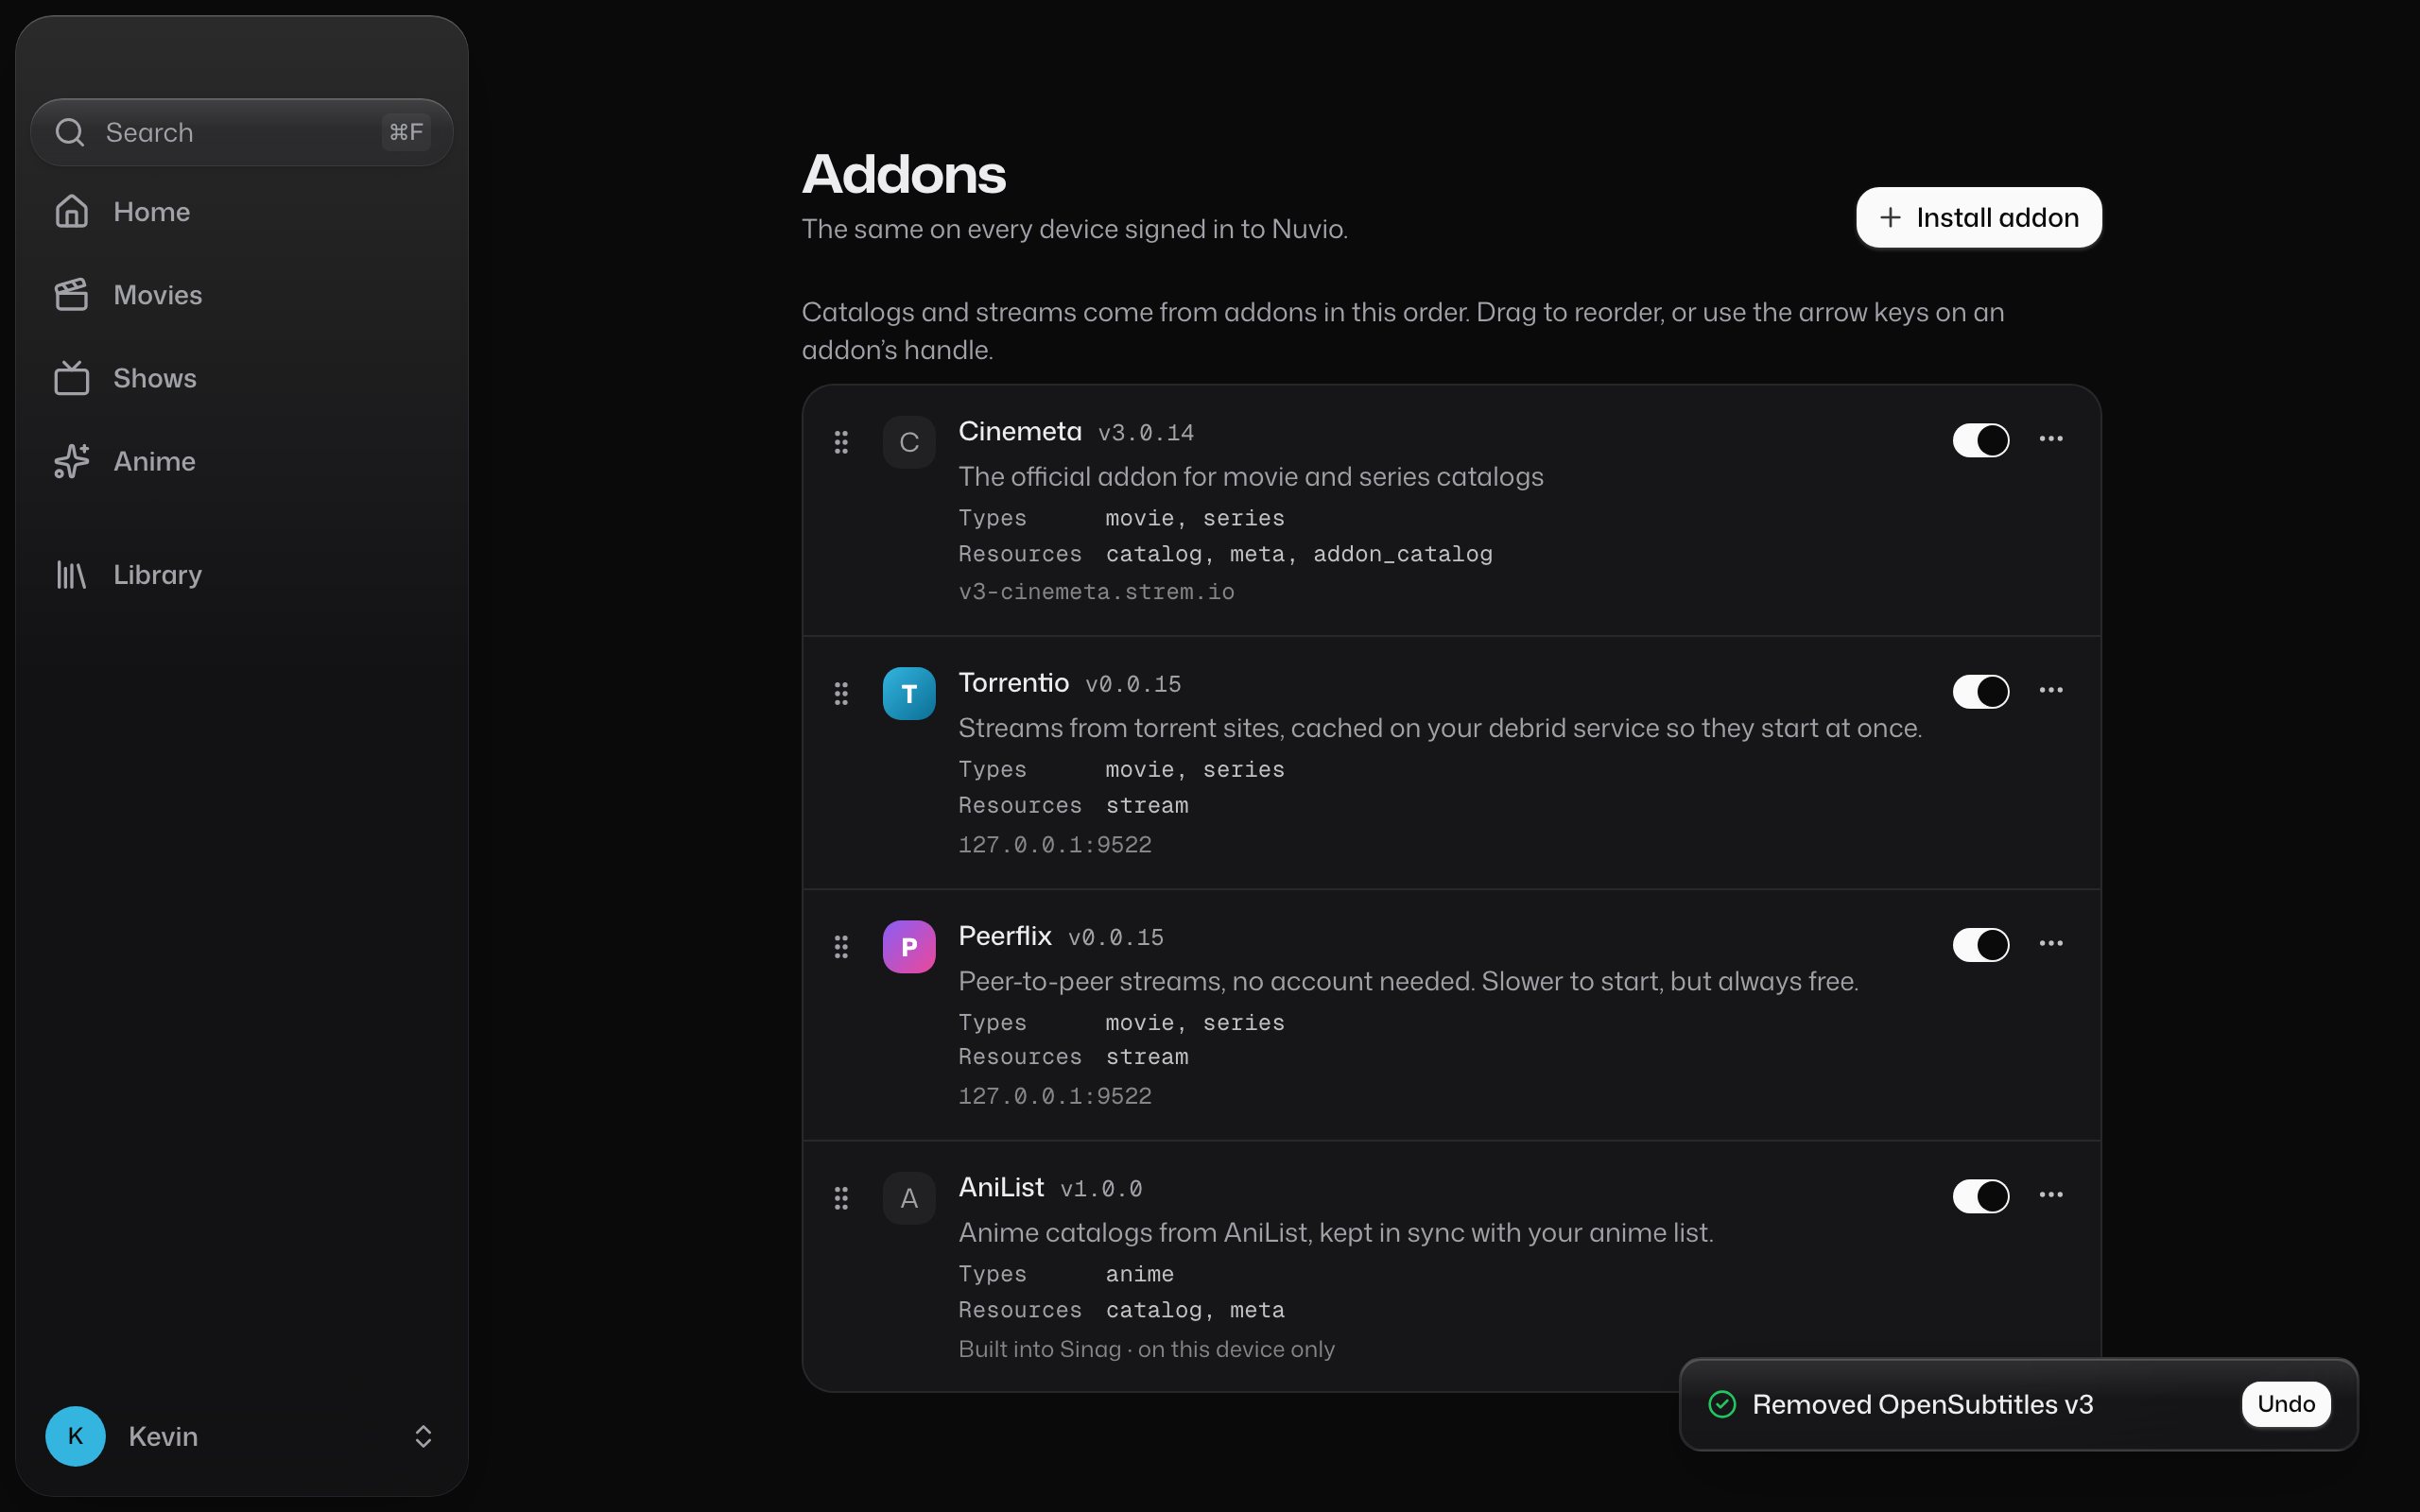 Search ⌘F
Home
Movies
Shows
Anime
Library
K Kevin
Addons
The same on every device signed in to Nuvio.
Install addon
Catalogs and streams come from addons in this order. Drag to reorder, or use the arrow keys on an
addon’s handle.
C
Cinemeta v3.0.14
The official addon for movie and series catalogs
Types movie, series
Resources catalog, meta, addon_catalog
v3-cinemeta.strem.io
T
Torrentio v0.0.15
Streams from torrent sites, cached on your debrid service so they start at once.
Types movie, series
Resources stream
127.0.0.1:9522
P
Peerflix v0.0.15
Peer-to-peer streams, no account needed. Slower to start, but always free.
Types movie, series
Resources stream
127.0.0.1:9522
A
AniList v1.0.0
Anime catalogs from AniList, kept in sync with your anime list.
Types anime
Resources catalog, meta
Built into Sinag · on this device only
Removed OpenSubtitles v3 Undo